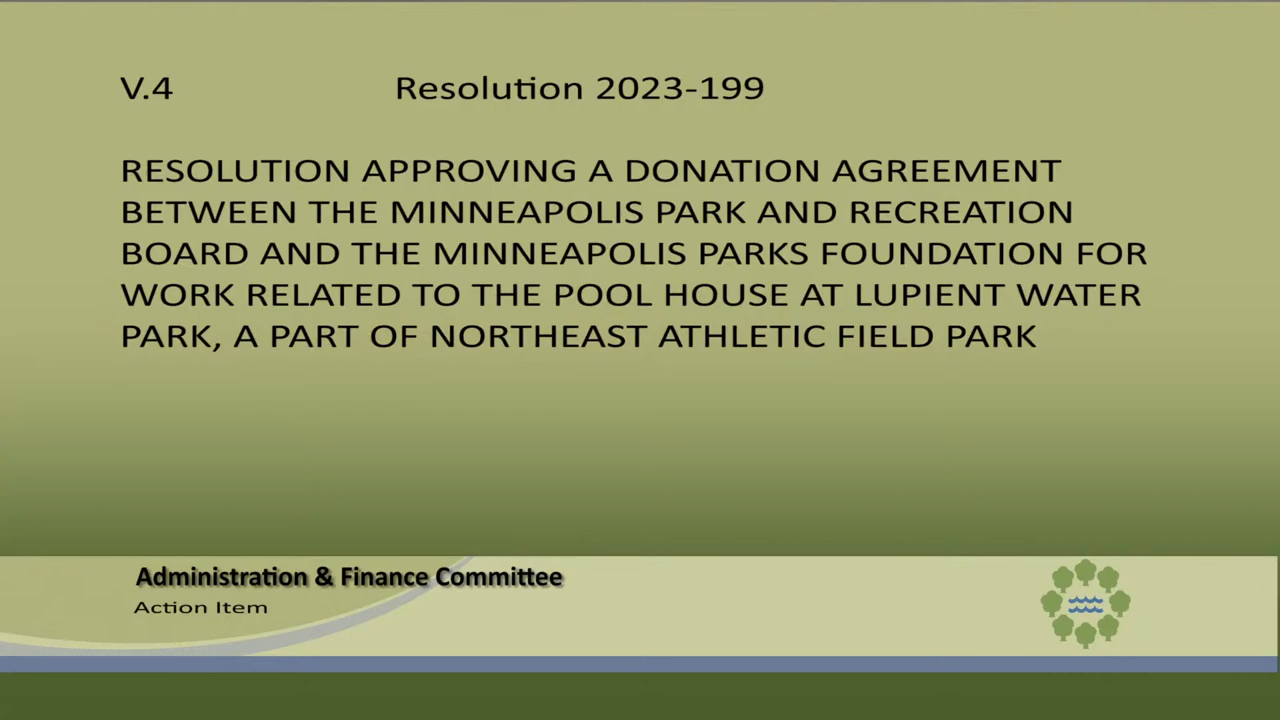 V.4 Resolution 2023-199
RESOLUTION APPROVING A DONATION AGREEMENT
BETWEEN THE MINNEAPOLIS PARK AND RECREATION
BOARD AND THE MINNEAPOLIS PARKS FOUNDATION FOR
WORK RELATED TO THE POOL HOUSE AT LUPIENT WATER
PARK, A PART OF NORTHEAST ATHLETIC FIELD PARK
Administration & Finance Committee
Action Item